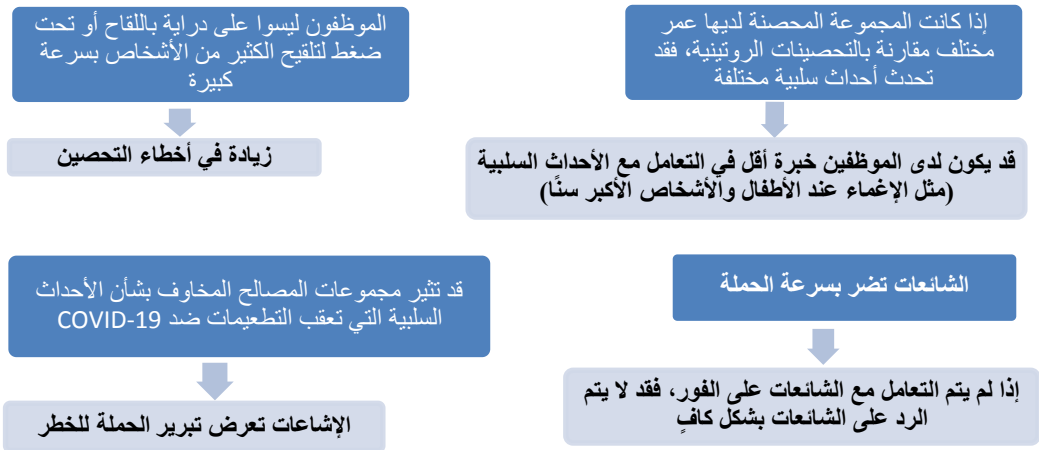 إذا كانت المجموعة المحصنة لديها عمر
مختلف مقارنة بالتحصينات الروتينية، فقد
تحدث أحداث سلبية مختلفة
قد يكون لدى الموظفين خبرة أقل في التعامل مع الأحداث السلبية
(مثل الإغماء عند الأطفال والأشخاص الأكبر سنًا)
الموظفون ليسوا على دراية باللقاح أو تحت
ضغط لتلقيح الكثير من الأشخاص بسرعة
كبيرة
زيادة في أخطاء التحصين
الشائعات تضر بسرعة الحملة
إذا لم يتم التعامل مع الشائعات على الفور، فقد لا يتم
الرد على الشائعات بشكل كافٍ
قد تثير مجموعات المصالح المخاوف بشأن الأحداث
السلبية التي تعقب التطعيمات ضد COVID-19
الإشاعات تعرض تبرير الحملة للخطر